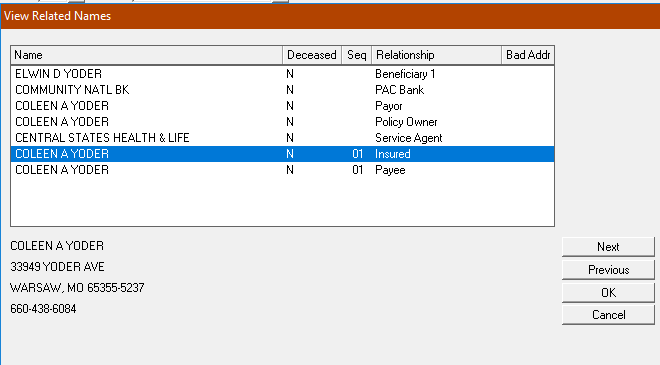 View Related Names
Name Deceased Seq Relationship Bad Addr
ELWIN D YODER N Beneficiary 1
COMMUNITY NATL BK N PAC Bank
COLEEN A YODER N Payor
COLEEN A YODER N Policy Owner
CENTRAL STATES HEALTH & LIFE N Service Agent
COLEEN A YODER N 01 Insured
COLEEN A YODER N 01 Payee
COLEEN A YODER
33949 YODER AVE
WARSAW, MO 65355-5237
660-438-6084
Next
Previous
OK
Cancel